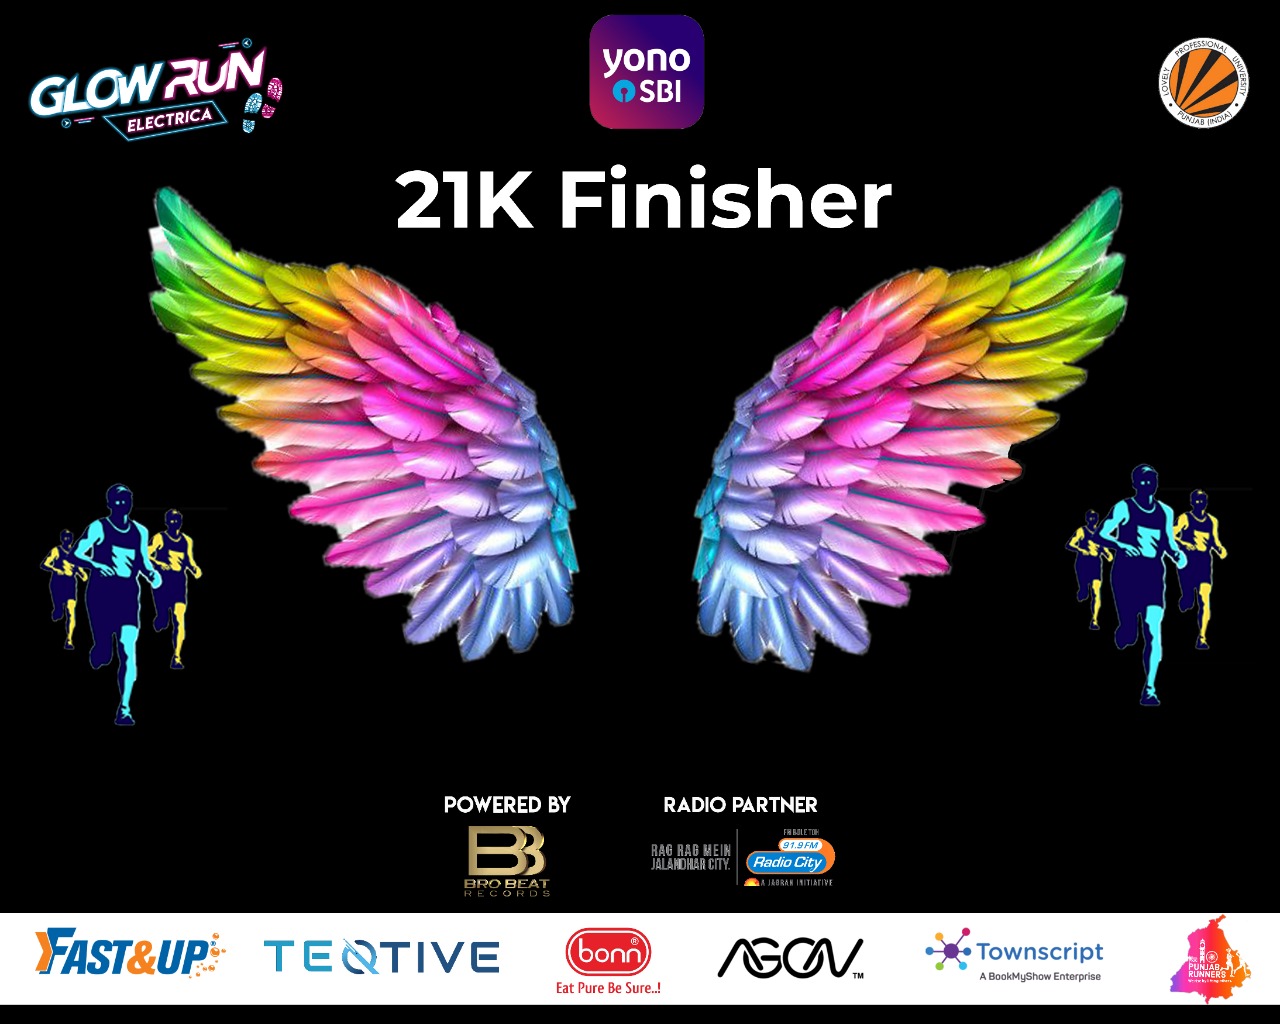 GLOW RUN
ELECTRICA
yono
SBI
LOVELY PROFESSIONAL UNIVERSITY
PUNJAB (INDIA)
21K Finisher
POWERED BY
BB
BRO BEAT
RECORDS
RADIO PARTNER
RAG RAG MEIN
JALANDHAR CITY.
FM BOLE TOH
91.9 FM
Radio City
A JAGRAN INITIATIVE
FAST&UP®
TEQTIVE
bonn®
Eat Pure Be Sure..!
AGON™
Townscript
A BookMyShow Enterprise
PUNJAB
RUNNERS